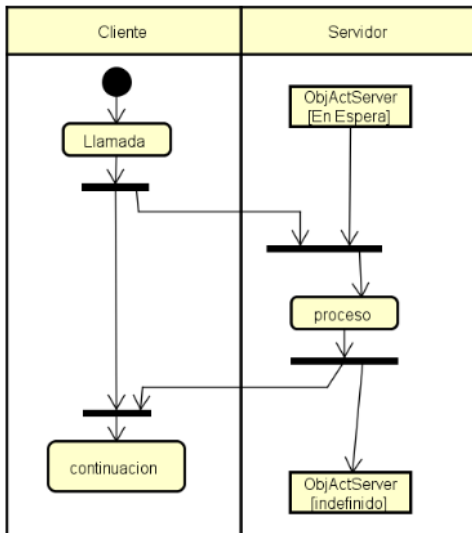 Cliente
Servidor
ObjActServer
[En Espera]
Llamada
proceso
continuacion
ObjActServer
[indefinido]